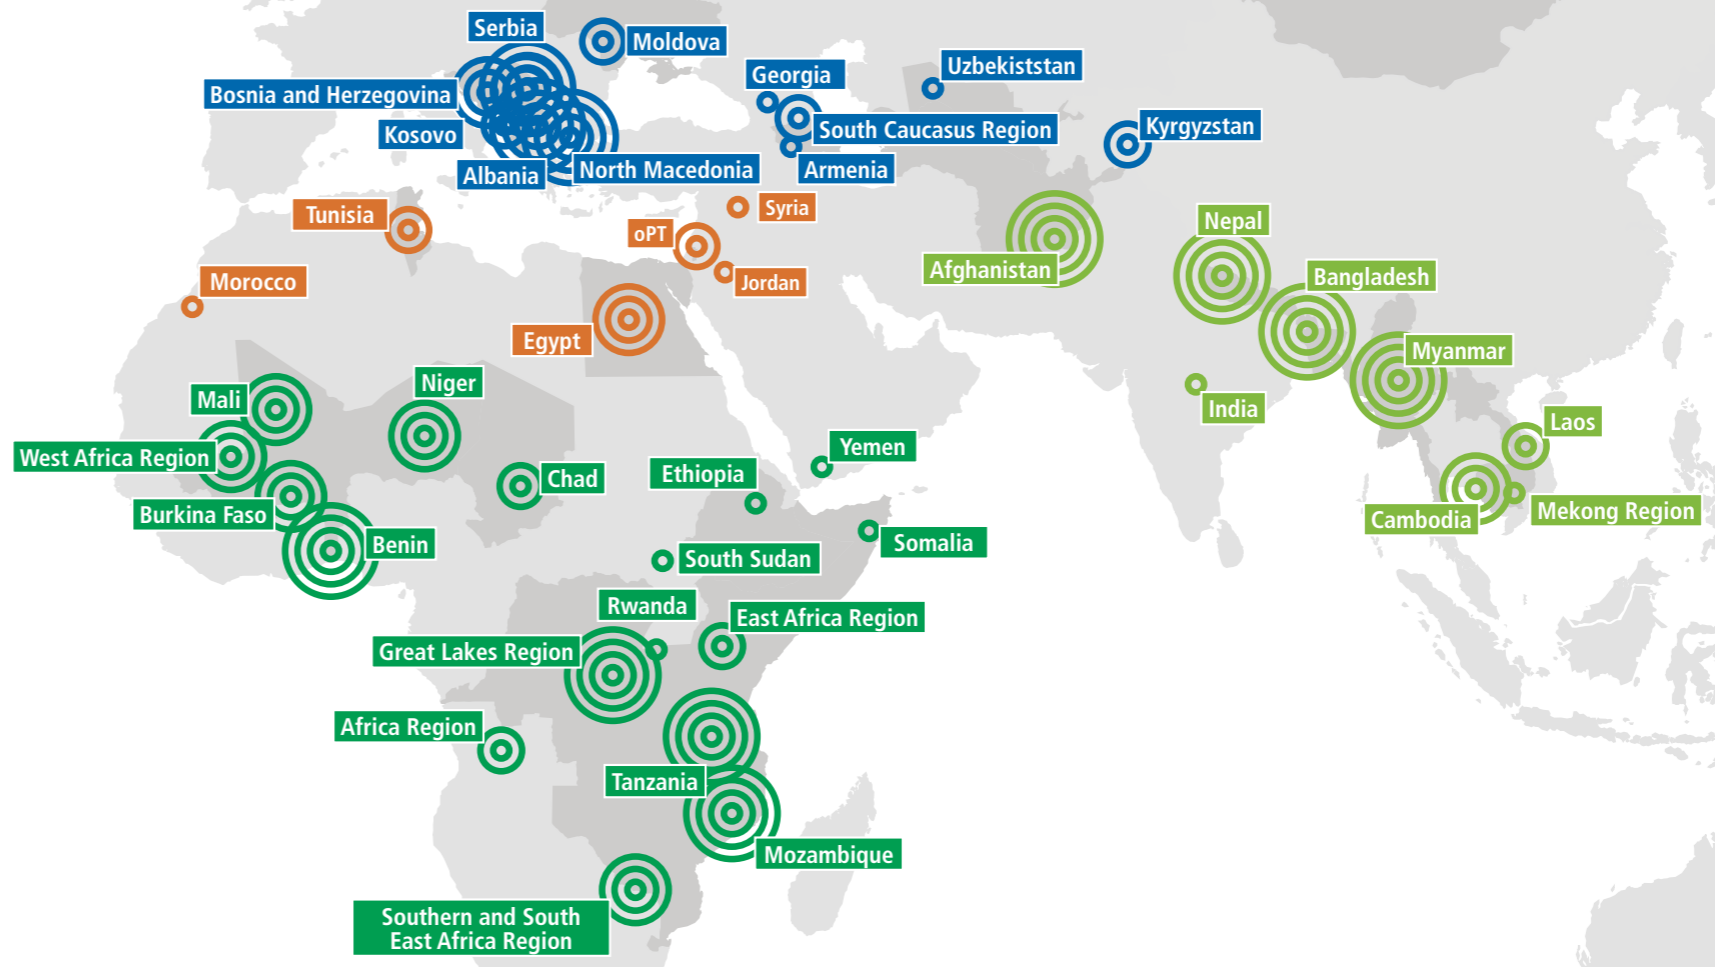 Serbia
Moldova
Georgia
Uzbekiststan
Bosnia and Herzegovina
Kosovo
South Caucasus Region
Kyrgyzstan
Albania
North Macedonia
Armenia
Tunisia
Syria
oPT
Nepal
Morocco
Jordan
Afghanistan
Bangladesh
Egypt
Myanmar
Mali
Niger
India
Laos
West Africa Region
Yemen
Ethiopia
Chad
Burkina Faso
Cambodia
Mekong Region
Benin
Somalia
South Sudan
Rwanda
East Africa Region
Great Lakes Region
Africa Region
Tanzania
Mozambique
Southern and South
East Africa Region